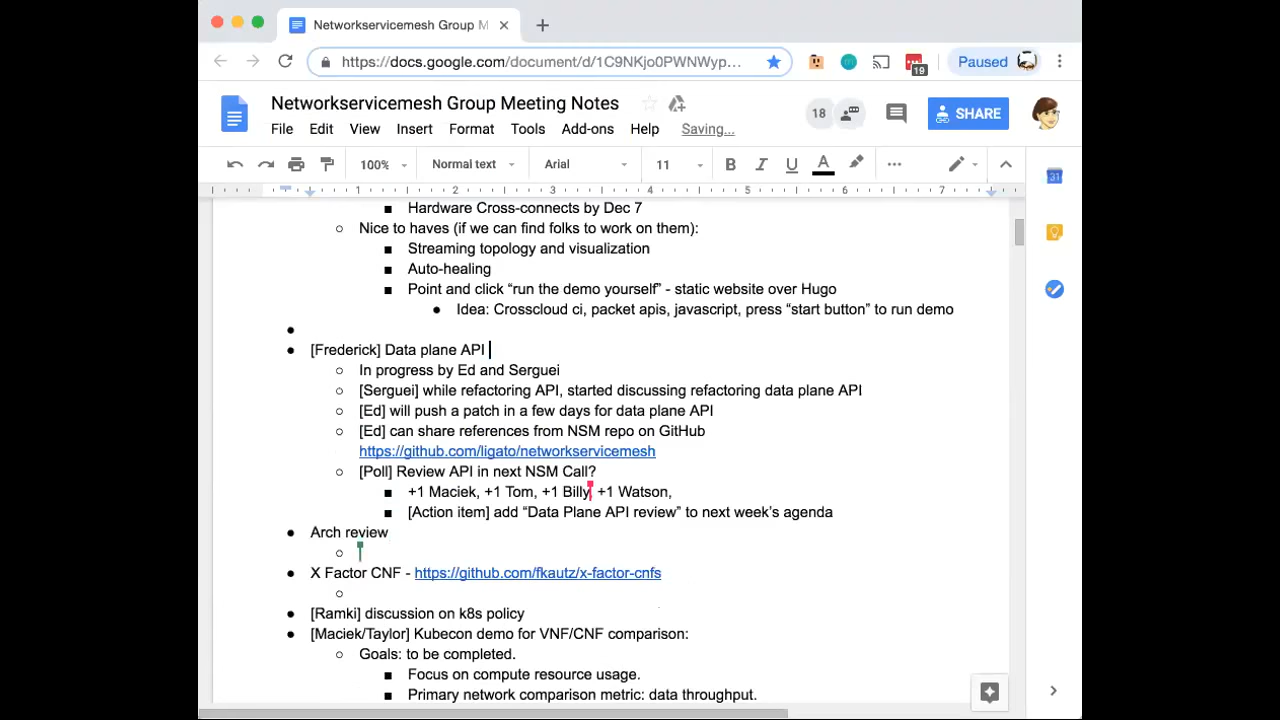 Networkservicemesh Group M
https://docs.google.com/document/d/1C9NKjo0PWNWyp...
19
Paused
Networkservicemesh Group Meeting Notes
18
SHARE
File Edit View Insert Format Tools Add-ons Help Saving...
100% Normal text Arial 11 B I U A
1 2 3 4 5 6 7
31
■ Hardware Cross-connects by Dec 7
○ Nice to haves (if we can find folks to work on them):
■ Streaming topology and visualization
■ Auto-healing
■ Point and click “run the demo yourself” - static website over Hugo
● Idea: Crosscloud ci, packet apis, javascript, press “start button” to run demo
●
● [Frederick] Data plane API
○ In progress by Ed and Serguei
○ [Serguei] while refactoring API, started discussing refactoring data plane API
○ [Ed] will push a patch in a few days for data plane API
○ [Ed] can share references from NSM repo on GitHub
https://github.com/ligato/networkservicemesh
○ [Poll] Review API in next NSM Call?
■ +1 Maciek, +1 Tom, +1 Billy, +1 Watson,
■ [Action item] add “Data Plane API review” to next week’s agenda
● Arch review
○
● X Factor CNF - https://github.com/fkautz/x-factor-cnfs
○
● [Ramki] discussion on k8s policy
● [Maciek/Taylor] Kubecon demo for VNF/CNF comparison:
○ Goals: to be completed.
■ Focus on compute resource usage.
■ Primary network comparison metric: data throughput.